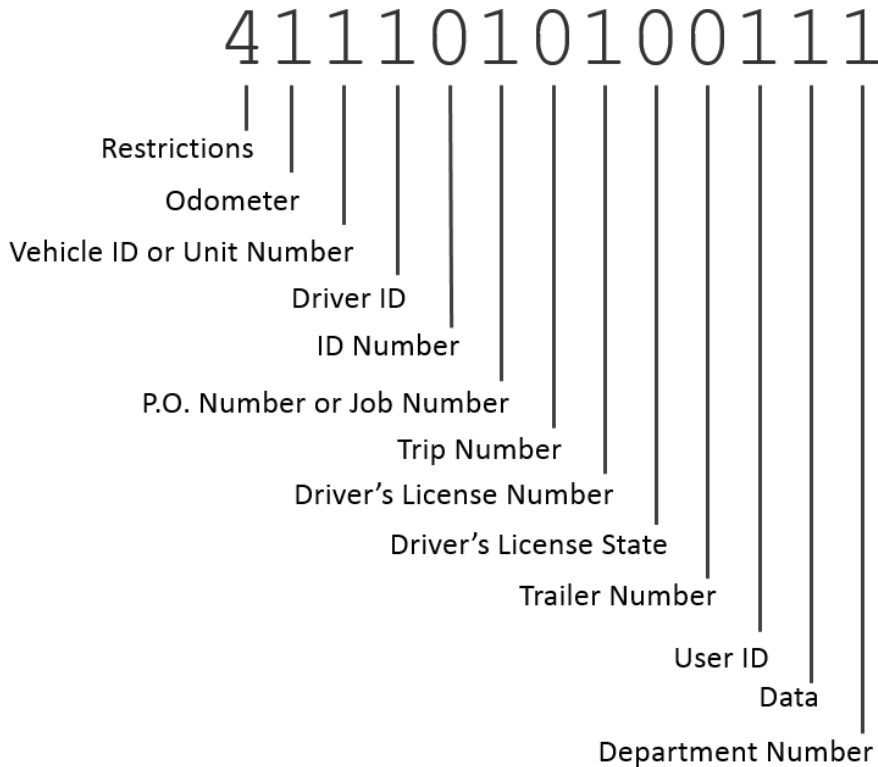 4111010100111
Restrictions
Odometer
Vehicle ID or Unit Number
Driver ID
ID Number
P.O. Number or Job Number
Trip Number
Driver’s License Number
Driver’s License State
Trailer Number
User ID
Data
Department Number